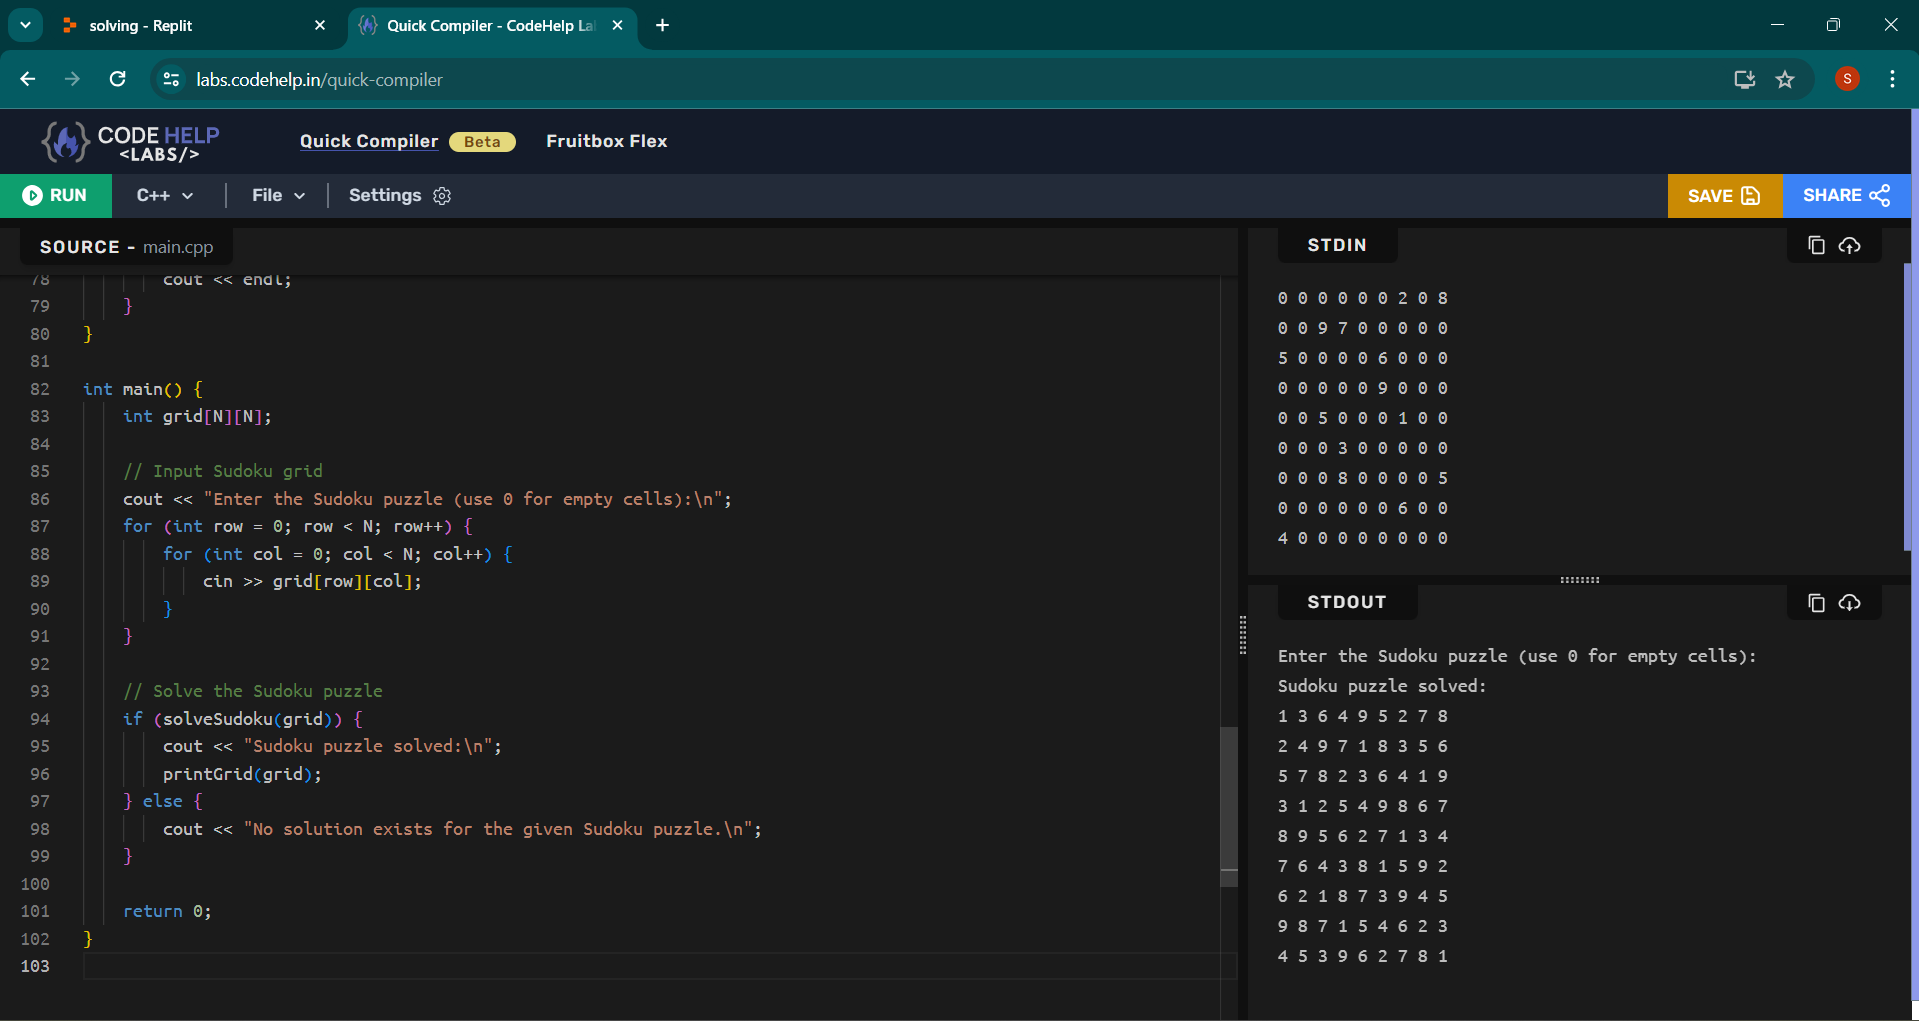 solving - Replit
Quick Compiler - CodeHelp La
labs.codehelp.in/quick-compiler
S
CODE HELP
<LABS/>
Quick Compiler Beta Fruitbox Flex
RUN C++ File Settings SAVE SHARE
SOURCE - main.cpp
78 cout << endl;
79 }
80 }
81
82 int main() {
83 int grid[N][N];
84
85 // Input Sudoku grid
86 cout << "Enter the Sudoku puzzle (use 0 for empty cells):\n";
87 for (int row = 0; row < N; row++) {
88 for (int col = 0; col < N; col++) {
89 cin >> grid[row][col];
90 }
91 }
92
93 // Solve the Sudoku puzzle
94 if (solveSudoku(grid)) {
95 cout << "Sudoku puzzle solved:\n";
96 printGrid(grid);
97 } else {
98 cout << "No solution exists for the given Sudoku puzzle.\n";
99 }
100
101 return 0;
102 }
103
STDIN
0 0 0 0 0 0 2 0 8
0 0 9 7 0 0 0 0 0
5 0 0 0 0 6 0 0 0
0 0 0 0 0 9 0 0 0
0 0 5 0 0 0 1 0 0
0 0 0 3 0 0 0 0 0
0 0 0 8 0 0 0 0 5
0 0 0 0 0 0 6 0 0
4 0 0 0 0 0 0 0 0
STDOUT
Enter the Sudoku puzzle (use 0 for empty cells):
Sudoku puzzle solved:
1 3 6 4 9 5 2 7 8
2 4 9 7 1 8 3 5 6
5 7 8 2 3 6 4 1 9
3 1 2 5 4 9 8 6 7
8 9 5 6 2 7 1 3 4
7 6 4 3 8 1 5 9 2
6 2 1 8 7 3 9 4 5
9 8 7 1 5 4 6 2 3
4 5 3 9 6 2 7 8 1